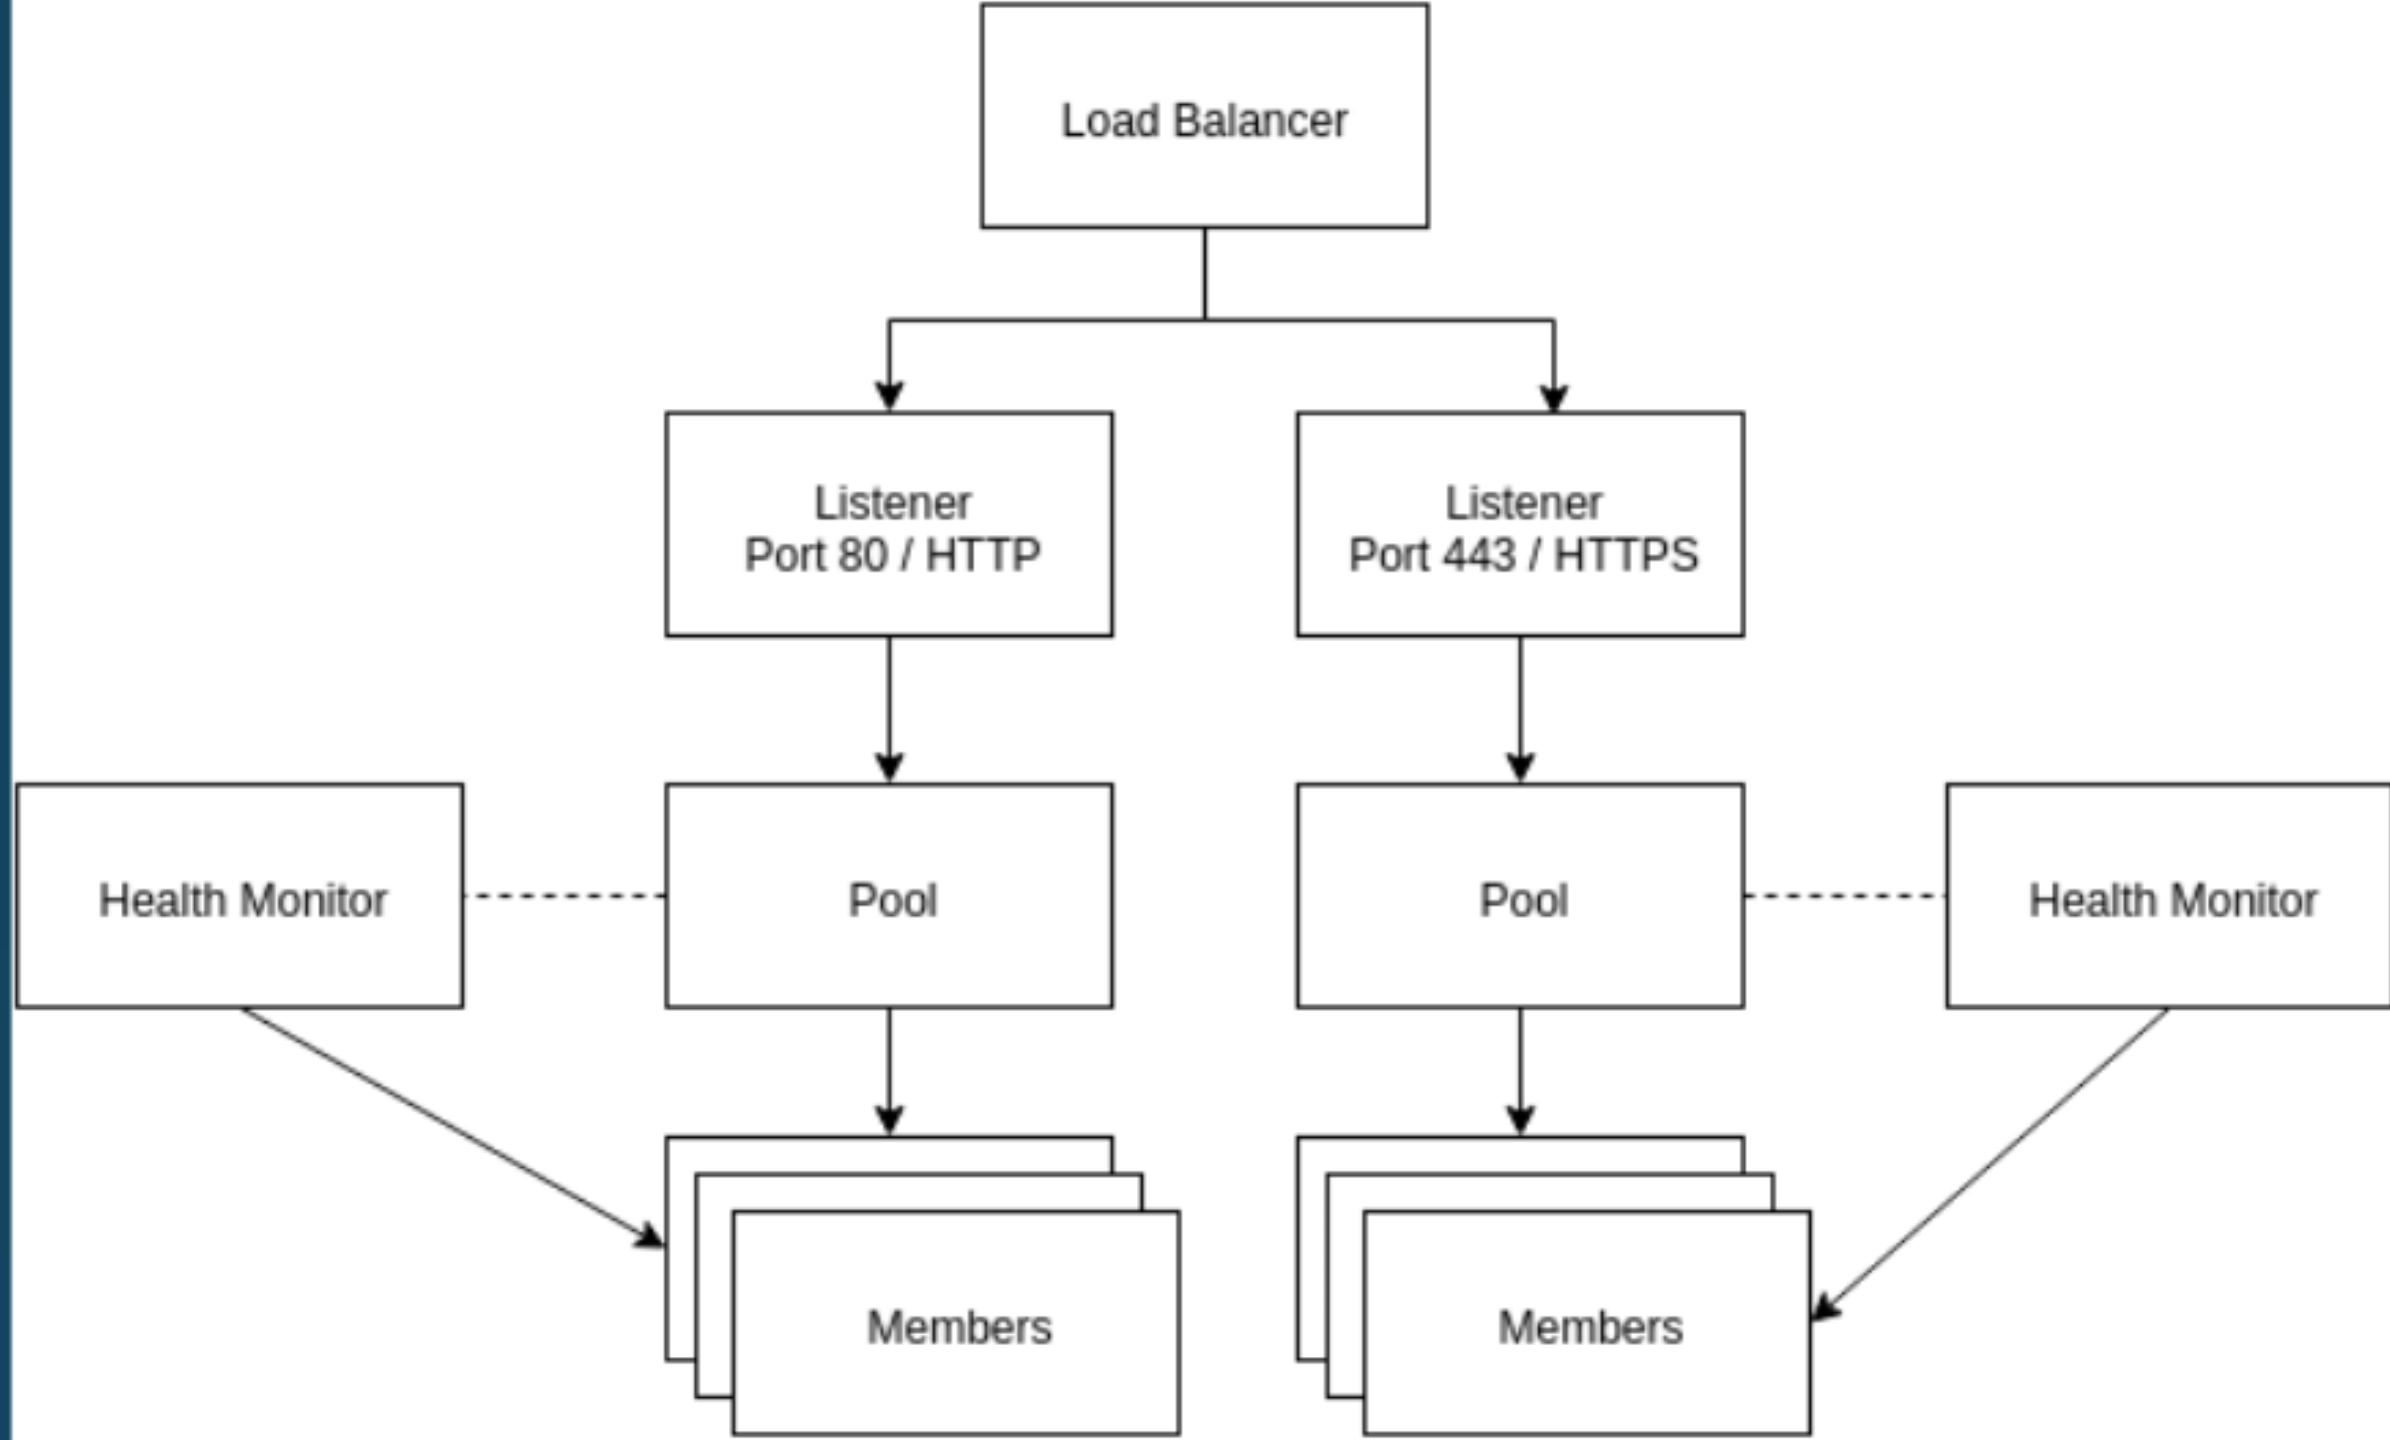 Load Balancer
Listener
Port 80 / HTTP
Listener
Port 443 / HTTPS
Health Monitor
Pool
Pool
Health Monitor
Members
Members